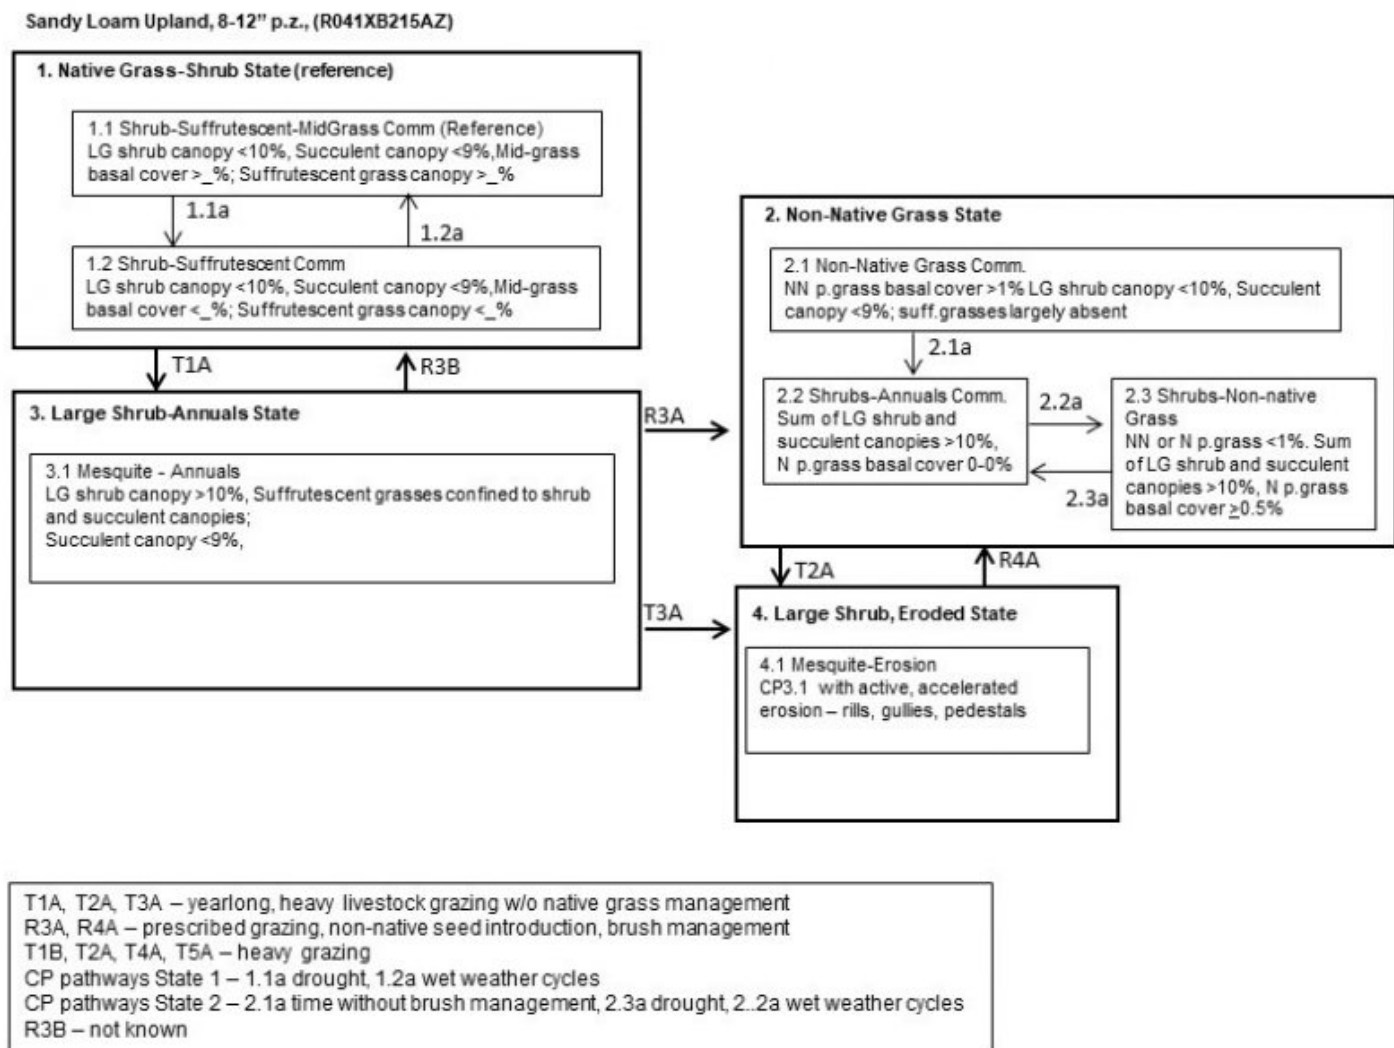 Sandy Loam Upland, 8-12” p.z., (R041XB215AZ)
1. Native Grass-Shrub State (reference)
1.1 Shrub-Suffrutescent-MidGrass Comm (Reference)
LG shrub canopy <10%, Succulent canopy <9%,Mid-grass
basal cover >_%; Suffrutescent grass canopy >_%
1.1a
1.2a
1.2 Shrub-Suffrutescent Comm
LG shrub canopy <10%, Succulent canopy <9%,Mid-grass
basal cover <_%; Suffrutescent grass canopy <_%
T1A
R3B
2. Non-Native Grass State
2.1 Non-Native Grass Comm.
NN p.grass basal cover >1% LG shrub canopy <10%, Succulent
canopy <9%; suff.grasses largely absent
2.1a
2.2 Shrubs-Annuals Comm.
Sum of LG shrub and
succulent canopies >10%,
N p.grass basal cover 0-0%
2.2a
2.3a
2.3 Shrubs-Non-native
Grass
NN or N p.grass <1%. Sum
of LG shrub and succulent
canopies >10%, N p.grass
basal cover ≥0.5%
3. Large Shrub-Annuals State
3.1 Mesquite - Annuals
LG shrub canopy >10%, Suffrutescent grasses confined to shrub
and succulent canopies;
Succulent canopy <9%,
R3A
T3A
T2A
R4A
4. Large Shrub, Eroded State
4.1 Mesquite-Erosion
CP3.1 with active, accelerated
erosion – rills, gullies, pedestals
T1A, T2A, T3A – yearlong, heavy livestock grazing w/o native grass management
R3A, R4A – prescribed grazing, non-native seed introduction, brush management
T1B, T2A, T4A, T5A – heavy grazing
CP pathways State 1 – 1.1a drought, 1.2a wet weather cycles
CP pathways State 2 – 2.1a time without brush management, 2.3a drought, 2..2a wet weather cycles
R3B – not known